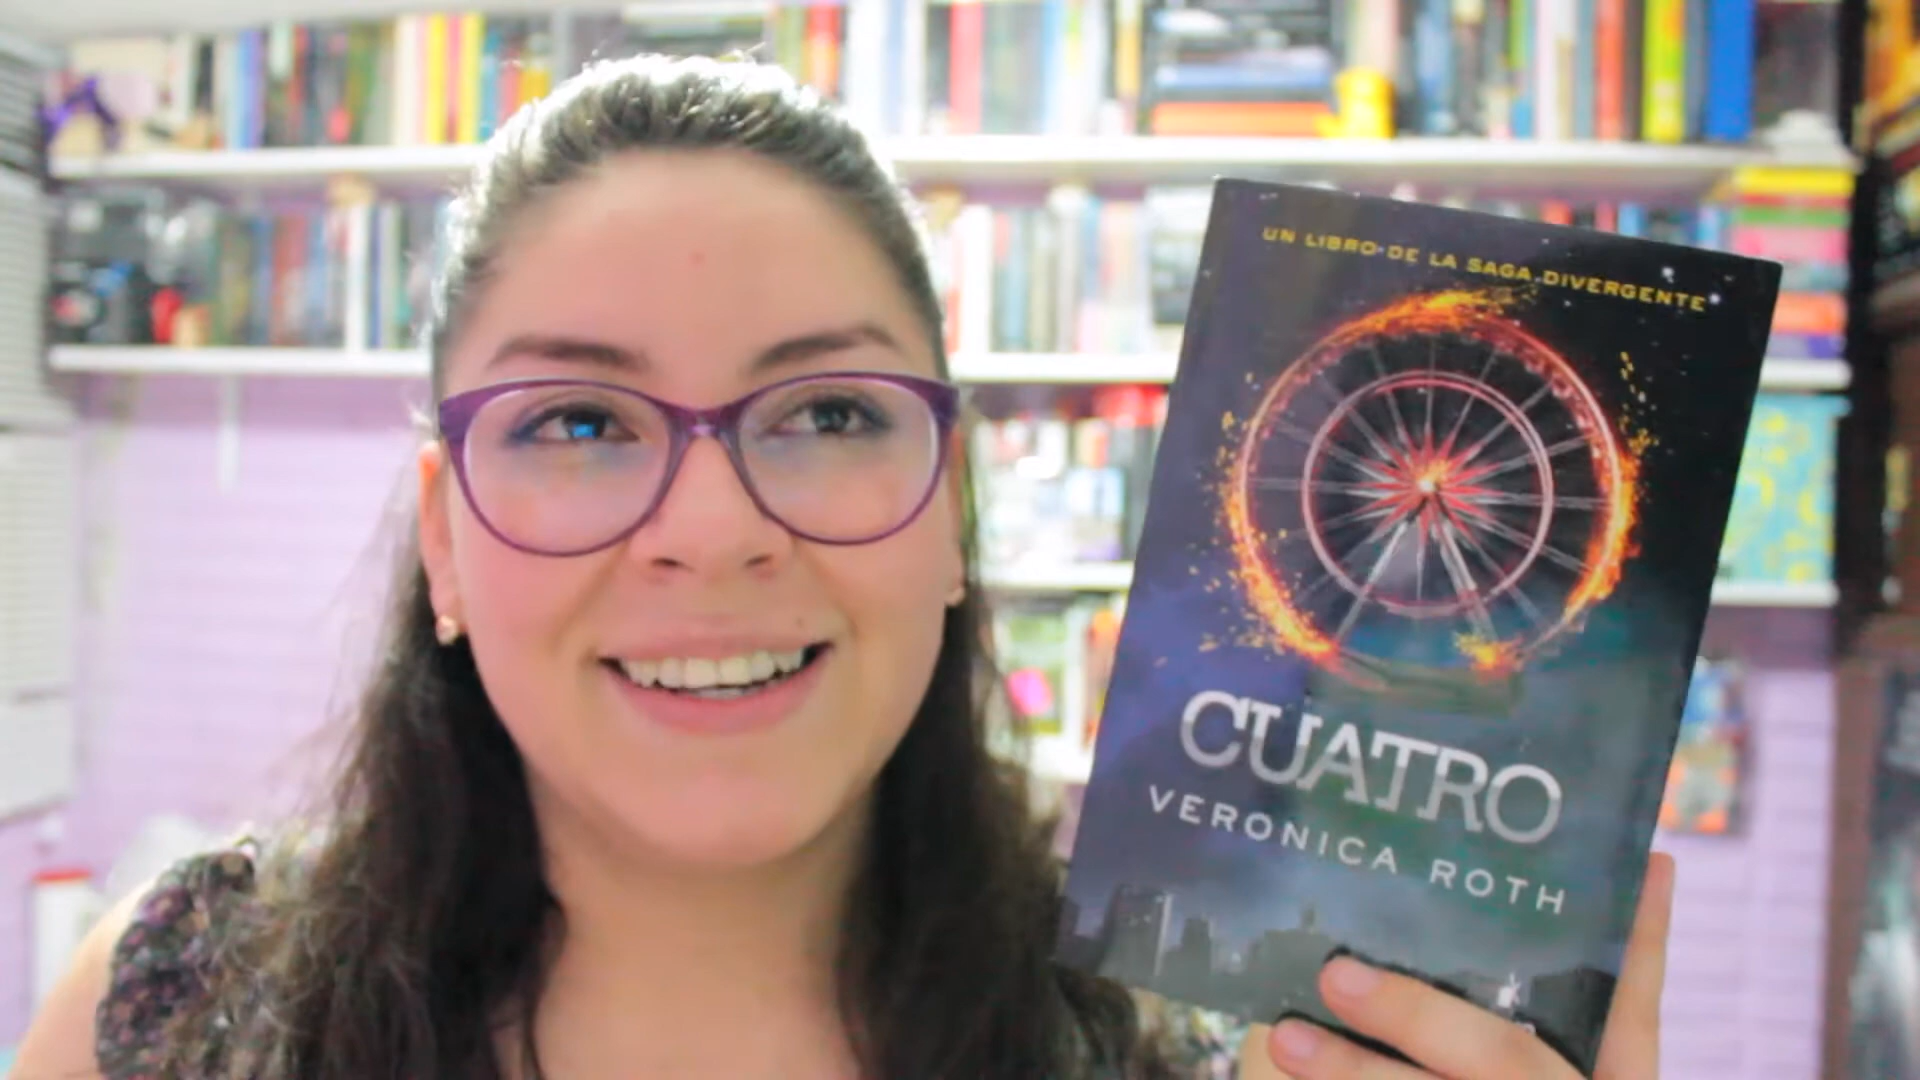 UN LIBRO DE LA SAGA DIVERGENTE
CUATRO
VERONICA ROTH